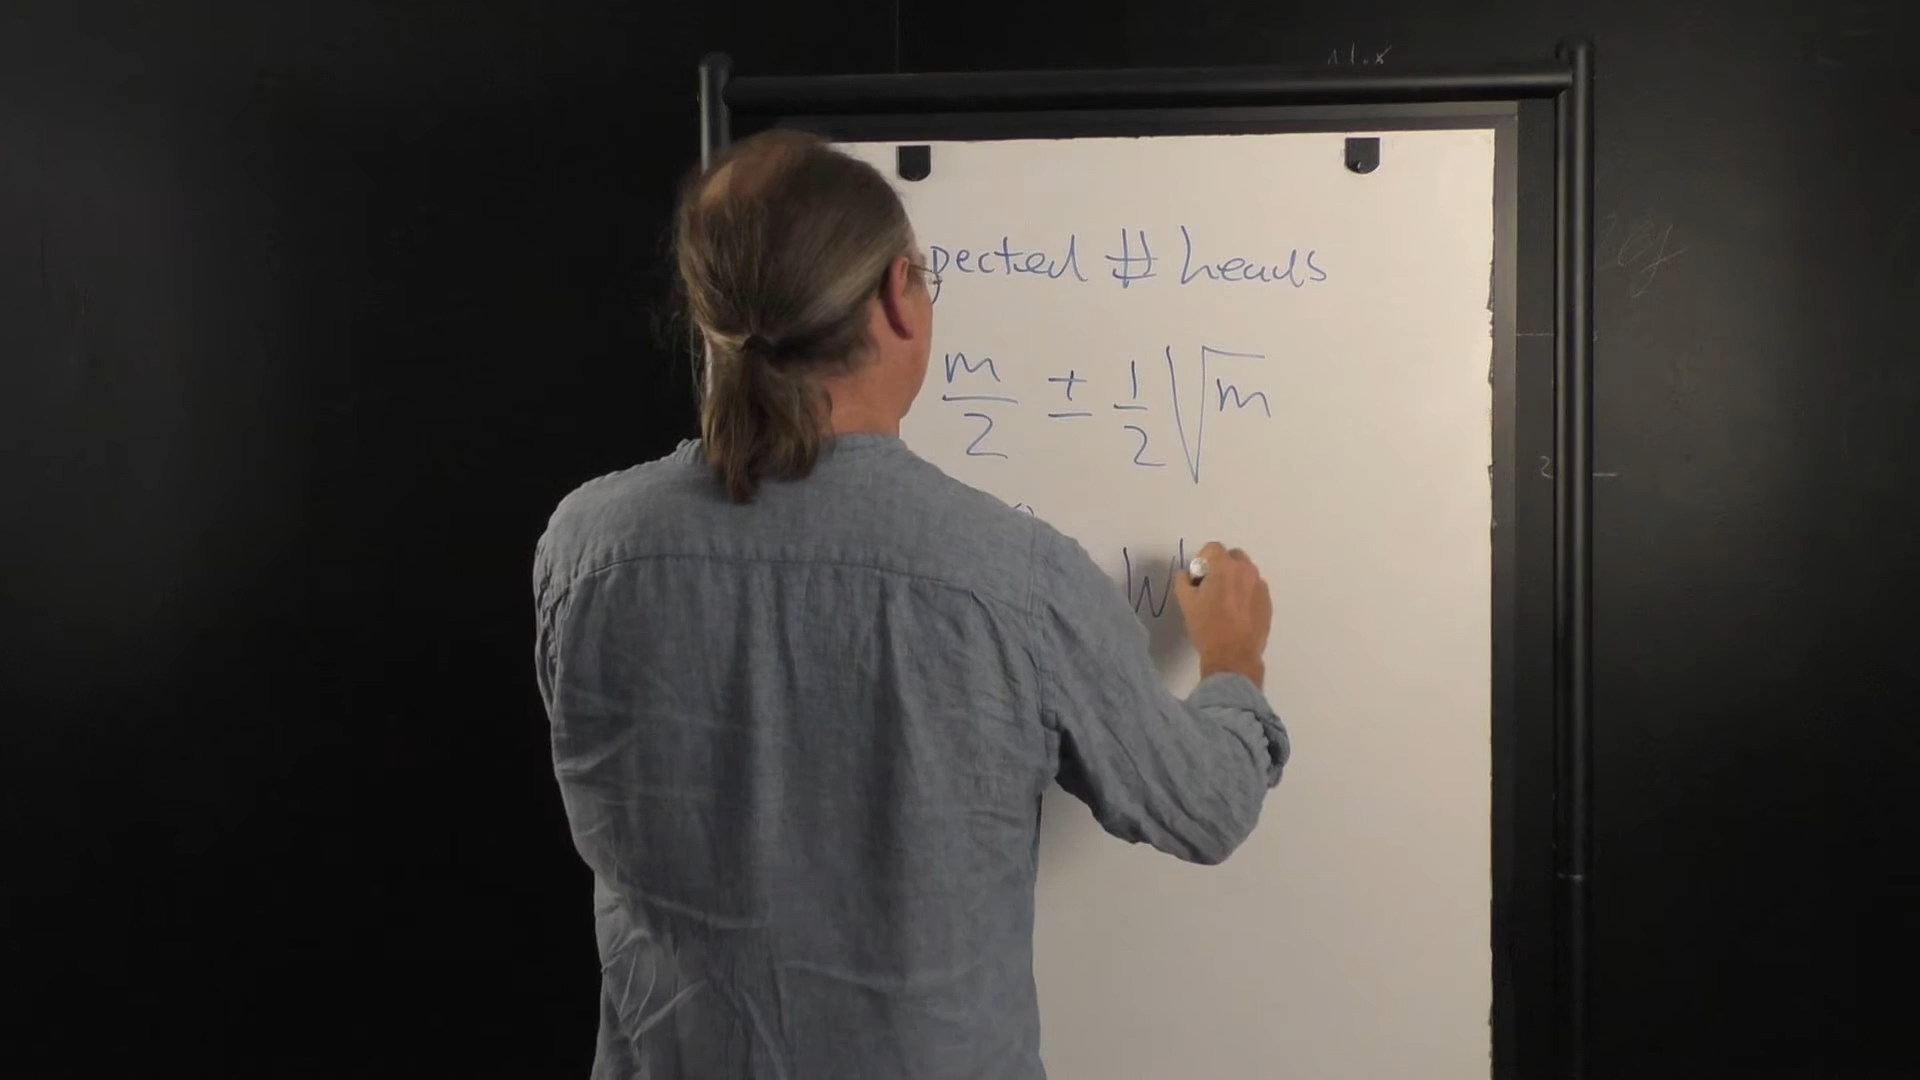 pected # heads
m/2 ± 1/2 √m
W